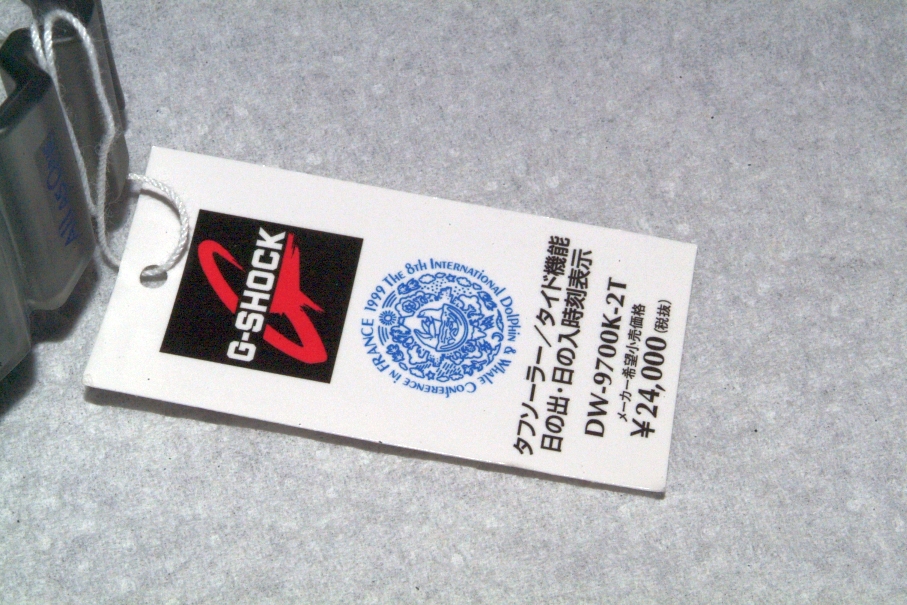 G-SHOCK
The 8th International Dolphin & Whale Conference in FRANCE 1999
タフソーラー/タイド機能
日の出・日の入時刻表示
DW-9700K-2T
メーカー希望小売価格
¥24,000(税抜)